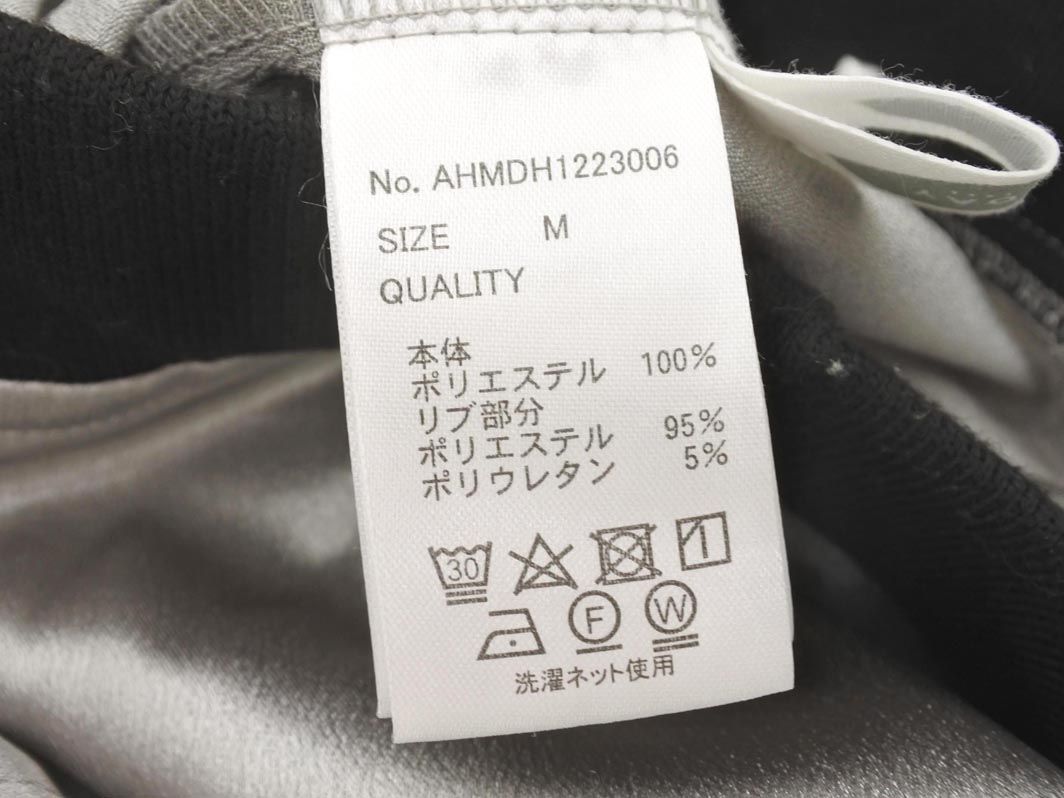 No. AHMDH1223006
SIZE M
QUALITY
本体
ポリエステル 100%
リブ部分
ポリエステル 95%
ポリウレタン 5%
30
F W
洗濯ネット使用